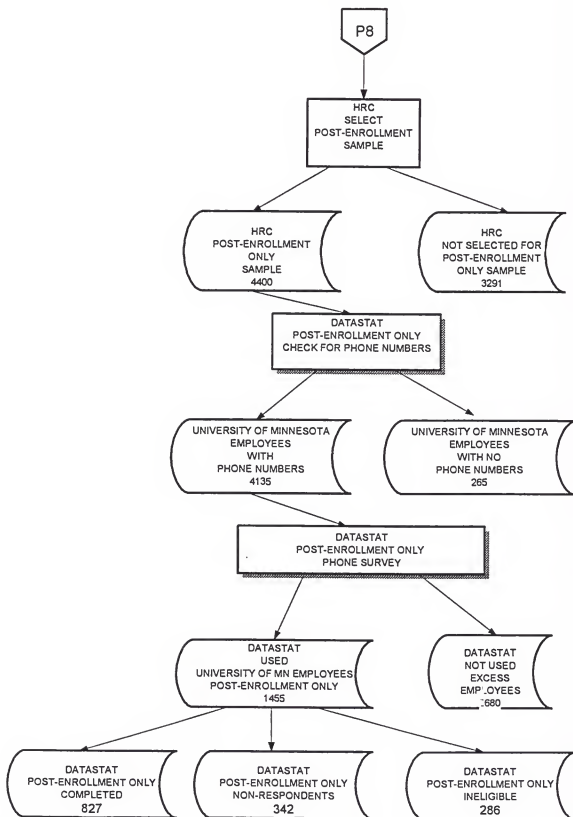 P8
HRC
SELECT
POST-ENROLLMENT
SAMPLE
HRC
POST-ENROLLMENT
ONLY
SAMPLE
4400
HRC
NOT SELECTED FOR
POST-ENROLLMENT
ONLY SAMPLE
3291
DATASTAT
POST-ENROLLMENT ONLY
CHECK FOR PHONE NUMBERS
UNIVERSITY OF MINNESOTA
EMPLOYEES
WITH
PHONE NUMBERS
4135
UNIVERSITY OF MINNESOTA
EMPLOYEES
WITH NO
PHONE NUMBERS
265
DATASTAT
POST-ENROLLMENT ONLY
PHONE SURVEY
DATASTAT
USED
UNIVERSITY OF MN EMPLOYEES
POST-ENROLLMENT ONLY
1455
DATASTAT
NOT USED
EXCESS
EMPLOYEES
DATASTAT
POST-ENROLLMENT ONLY
COMPLETED
827
DATASTAT
POST-ENROLLMENT ONLY
NON-RESPONDENTS
342
DATASTAT
POST-ENROLLMENT ONLY
INELIGIBLE
286